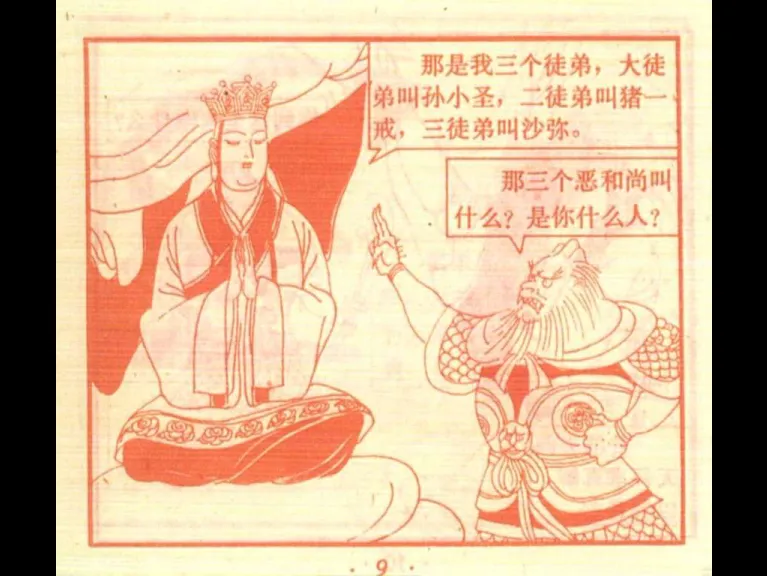 那是我三个徒弟，大徒
弟叫孙小圣，二徒弟叫猪一
戒，三徒弟叫沙弥。
那三个恶和尚叫
什么？是你什么人？
· 9 ·